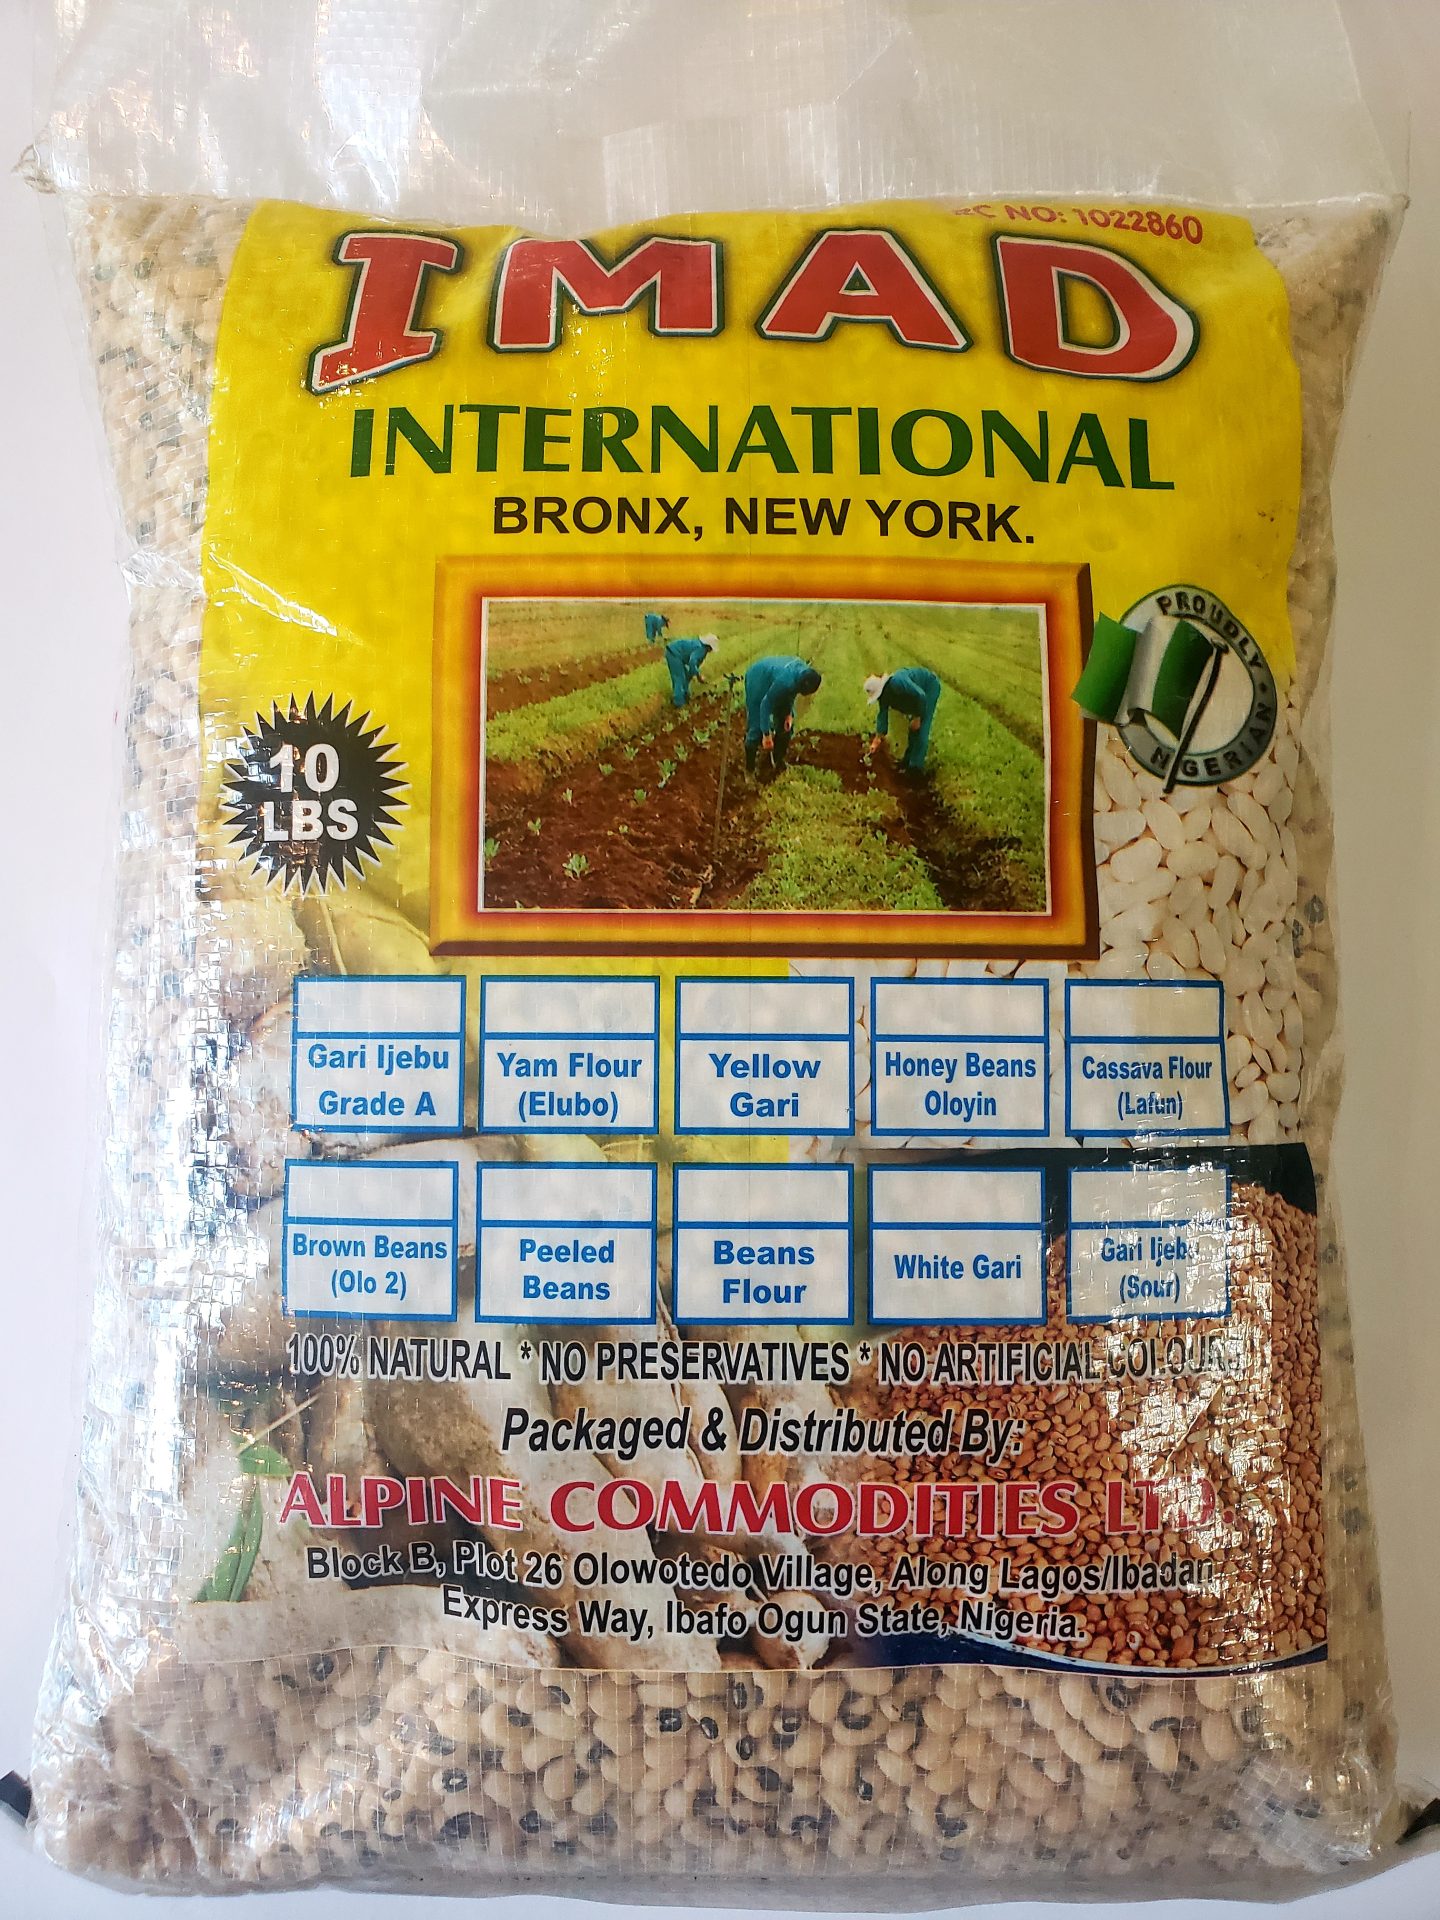 RC NO: 1022860
IMAD
INTERNATIONAL
BRONX, NEW YORK.
PROUDLY
NIGERIAN
10
LBS
Gari Ijebu
Grade A
Yam Flour
(Elubo)
Yellow
Gari
Honey Beans
Oloyin
Cassava Flour
(Lafun)
Brown Beans
(Olo 2)
Peeled
Beans
Beans
Flour
White Gari
Gari Ijebu
(Sour)
100% NATURAL * NO PRESERVATIVES * NO ARTIFICIAL
Packaged & Distributed By:
ALPINE COMMODITIES LTD.
Block B, Plot 26 Olowotedo Village, Along Lagos/Ibadan
Express Way, Ibafo Ogun State, Nigeria.